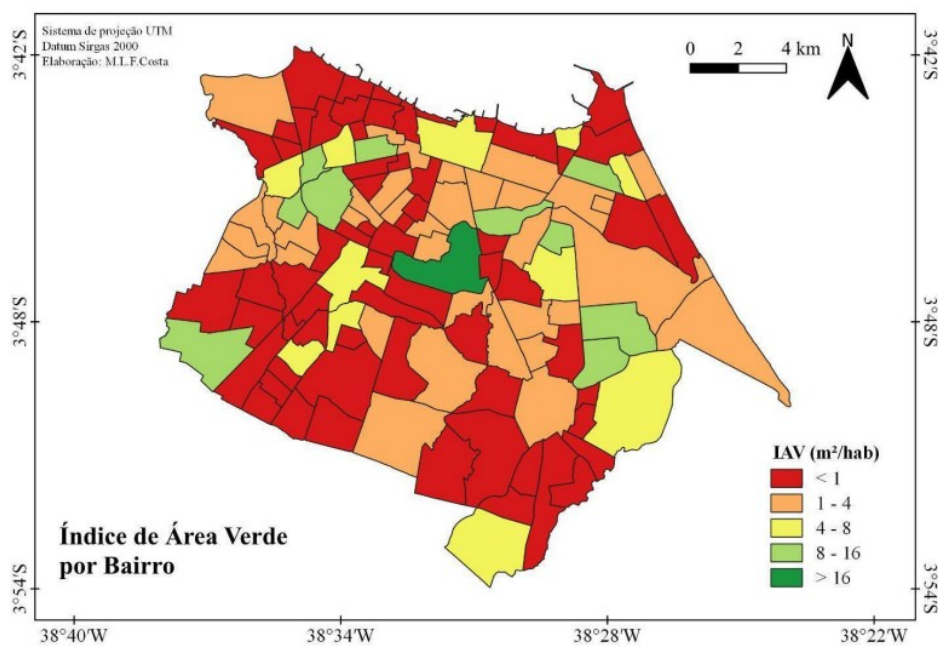 Sistema de projeção UTM
Datum Sirgas 2000
Elaboração: M.L.F.Costa
0 2 4 km
N
3°42'S
3°42'S
3°48'S
3°48'S
IAV (m²/hab)
< 1
1 - 4
4 - 8
8 - 16
> 16
Índice de Área Verde
por Bairro
3°54'S
3°54'S
38°40'W 38°34'W 38°28'W 38°22'W